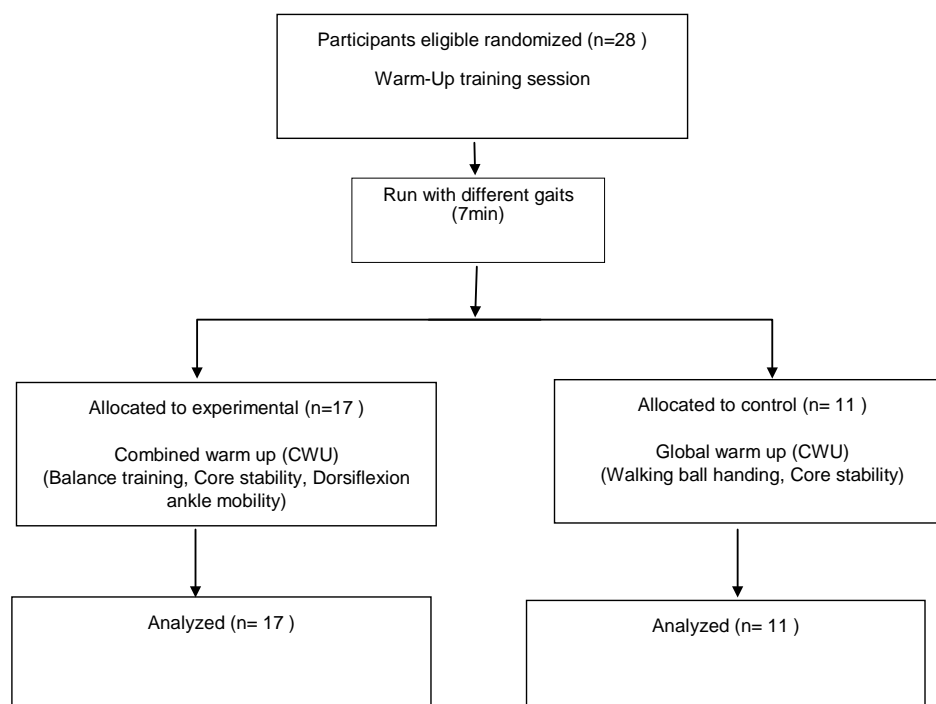 Participants eligible randomized (n=28 )
Warm-Up training session
Run with different gaits
(7min)
Allocated to experimental (n=17 )
Combined warm up (CWU)
(Balance training, Core stability, Dorsiflexion
ankle mobility)
Allocated to control (n= 11 )
Global warm up (CWU)
(Walking ball handing, Core stability)
Analyzed (n= 17 )
Analyzed (n= 11 )